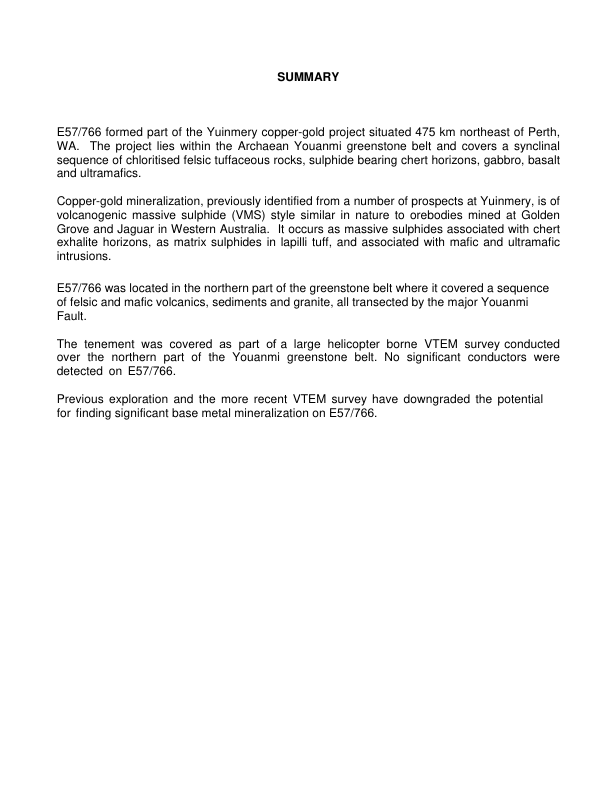 SUMMARY
E57/766 formed part of the Yuinmery copper-gold project situated 475 km northeast of Perth,
WA.  The project lies within the Archaean Youanmi greenstone belt and covers a synclinal
sequence of chloritised felsic tuffaceous rocks, sulphide bearing chert horizons, gabbro, basalt
and ultramafics.
Copper-gold mineralization, previously identified from a number of prospects at Yuinmery, is of
volcanogenic massive sulphide (VMS) style similar in nature to orebodies mined at Golden
Grove and Jaguar in Western Australia.  It occurs as massive sulphides associated with chert
exhalite horizons, as matrix sulphides in lapilli tuff, and associated with mafic and ultramafic
intrusions.
E57/766 was located in the northern part of the greenstone belt where it covered a sequence
of felsic and mafic volcanics, sediments and granite, all transected by the major Youanmi
Fault.
The tenement was covered as part of a large helicopter borne VTEM survey conducted
over the northern part of the Youanmi greenstone belt. No significant conductors were
detected on E57/766.
Previous exploration and the more recent VTEM survey have downgraded the potential
for finding significant base metal mineralization on E57/766.